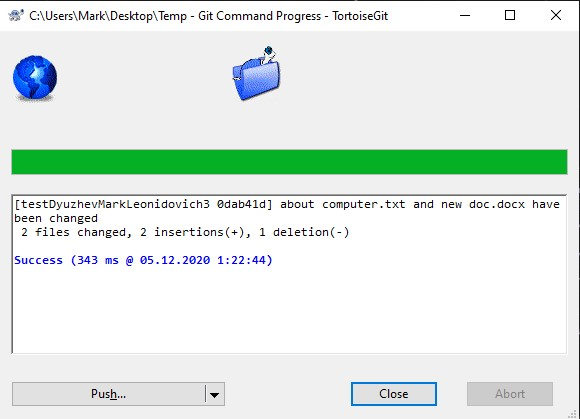 C:\Users\Mark\Desktop\Temp - Git Command Progress - TortoiseGit
[testDyuzhevMarkLeonidovich3 0dab41d] about computer.txt and new doc.docx have
been changed
2 files changed, 2 insertions(+), 1 deletion(-)
Success (343 ms @ 05.12.2020 1:22:44)
Push...
Close
Abort